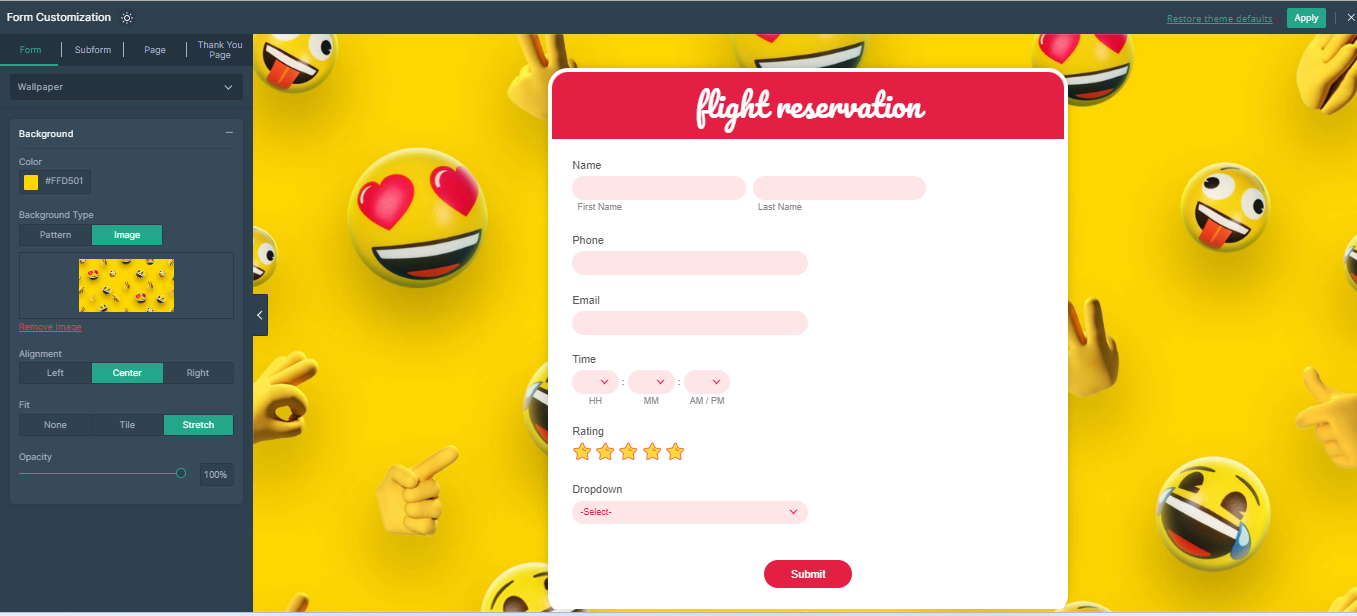 Form Customization
Restore theme defaults
Apply
Form
Subform
Page
Thank You
Page
Wallpaper
Background
Color
#FFD501
Background Type
Pattern
Image
Remove Image
Alignment
Left
Center
Right
Fit
None
Tile
Stretch
Opacity
100%
flight reservation
Name
First Name
Last Name
Phone
Email
Time
: :
HH
MM
AM / PM
Rating
Dropdown
-Select-
Submit